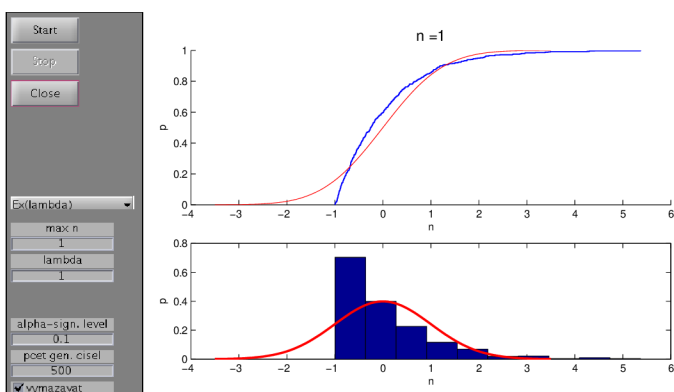 Start
Stop
Close
Ex(lambda)
max n
1
lambda
1
alpha-sign. level
0.1
pcet gen. cisel
500
vymazavat
n =1
1
0.8
0.6
0.4
0.2
0
p
-4 -3 -2 -1 0 1 2 3 4 5 6
n
0.8
0.6
0.4
0.2
0
p
-4 -3 -2 -1 0 1 2 3 4 5 6
n